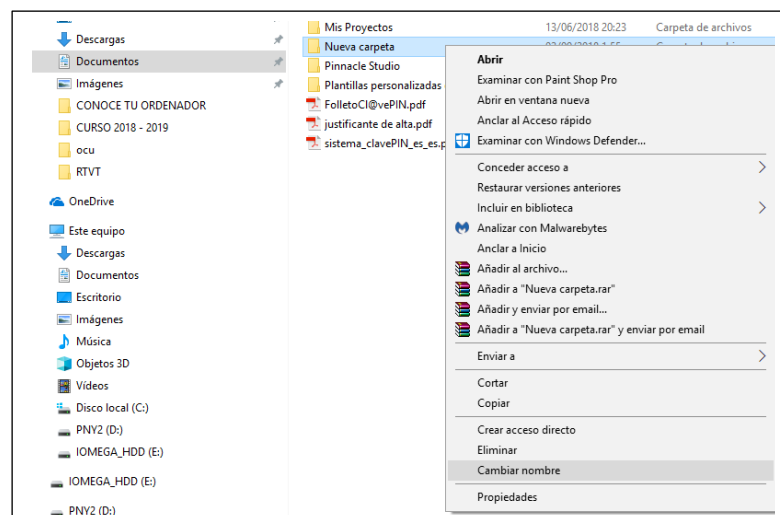 Descargas
Documentos
Imágenes
CONOCE TU ORDENADOR
CURSO 2018 - 2019
ocu
RTVT
OneDrive
Este equipo
Descargas
Documentos
Escritorio
Imágenes
Música
Objetos 3D
Vídeos
Disco local (C:)
PNY2 (D:)
IOMEGA_HDD (E:)
IOMEGA_HDD (E:)
PNY2 (D:)
Mis Proyectos 13/06/2018 20:23 Carpeta de archivos
Nueva carpeta
Pinnacle Studio
Plantillas personalizadas
FolletoCl@vePIN.pdf
justificante de alta.pdf
sistema_clavePIN_es_es.p
Abrir
Examinar con Paint Shop Pro
Abrir en ventana nueva
Anclar al Acceso rápido
Examinar con Windows Defender...
Conceder acceso a
Restaurar versiones anteriores
Incluir en biblioteca
Analizar con Malwarebytes
Anclar a Inicio
Añadir al archivo...
Añadir a "Nueva carpeta.rar"
Añadir y enviar por email...
Añadir a "Nueva carpeta.rar" y enviar por email
Enviar a
Cortar
Copiar
Crear acceso directo
Eliminar
Cambiar nombre
Propiedades